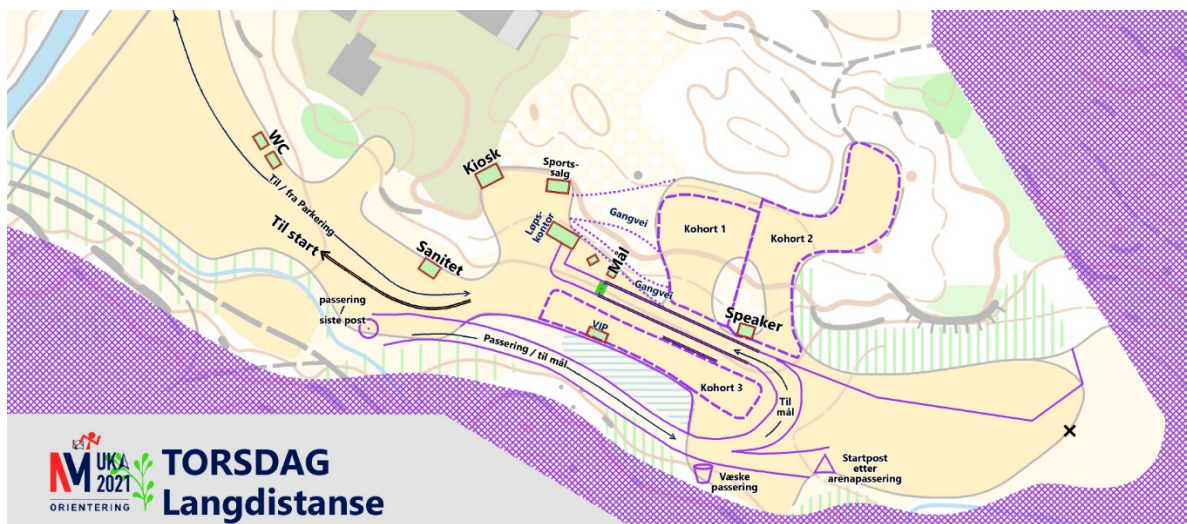 WC
Kiosk
Sports-
salg
Til / fra Parkering
Til start
Sanitet
Løps-
kontor
Gangvei
Mål
Gangvei
Kohort 1
Kohort 2
Speaker
passering
/
siste post
VIP
Passering / til mål
Kohort 3
Til
mål
Væske
passering
Startpost
etter
arenapassering
NM UKA
2021
ORIENTERING
TORSDAG
Langdistanse